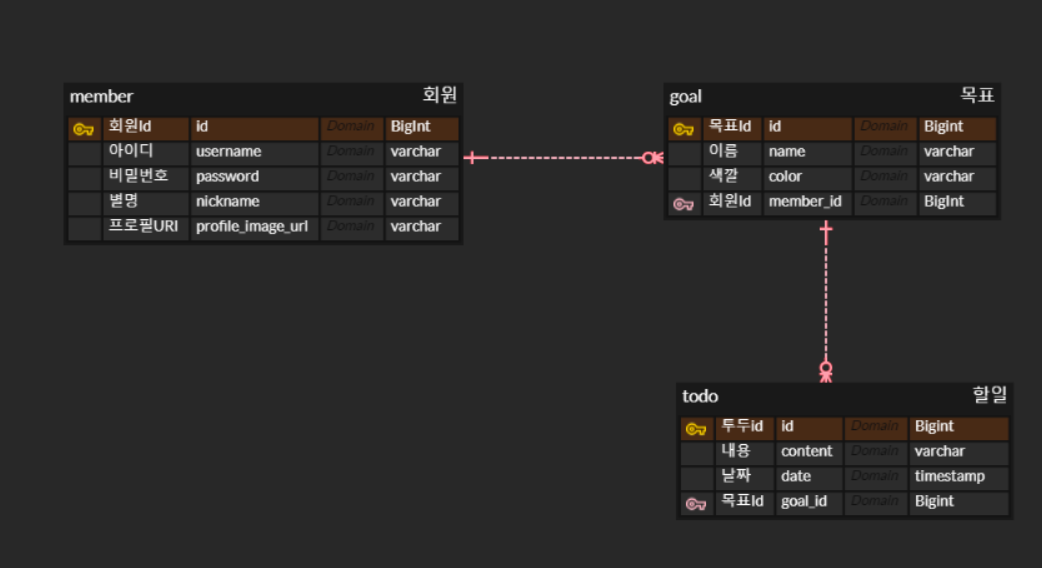 member 회원
회원Id id Domain BigInt
아이디 username Domain varchar
비밀번호 password Domain varchar
별명 nickname Domain varchar
프로필URI profile_image_url Domain varchar
goal 목표
목표Id id Domain Bigint
이름 name Domain varchar
색깔 color Domain varchar
회원Id member_id Domain BigInt
todo 할일
투두id id Domain Bigint
내용 content Domain varchar
날짜 date Domain timestamp
목표Id goal_id Domain Bigint